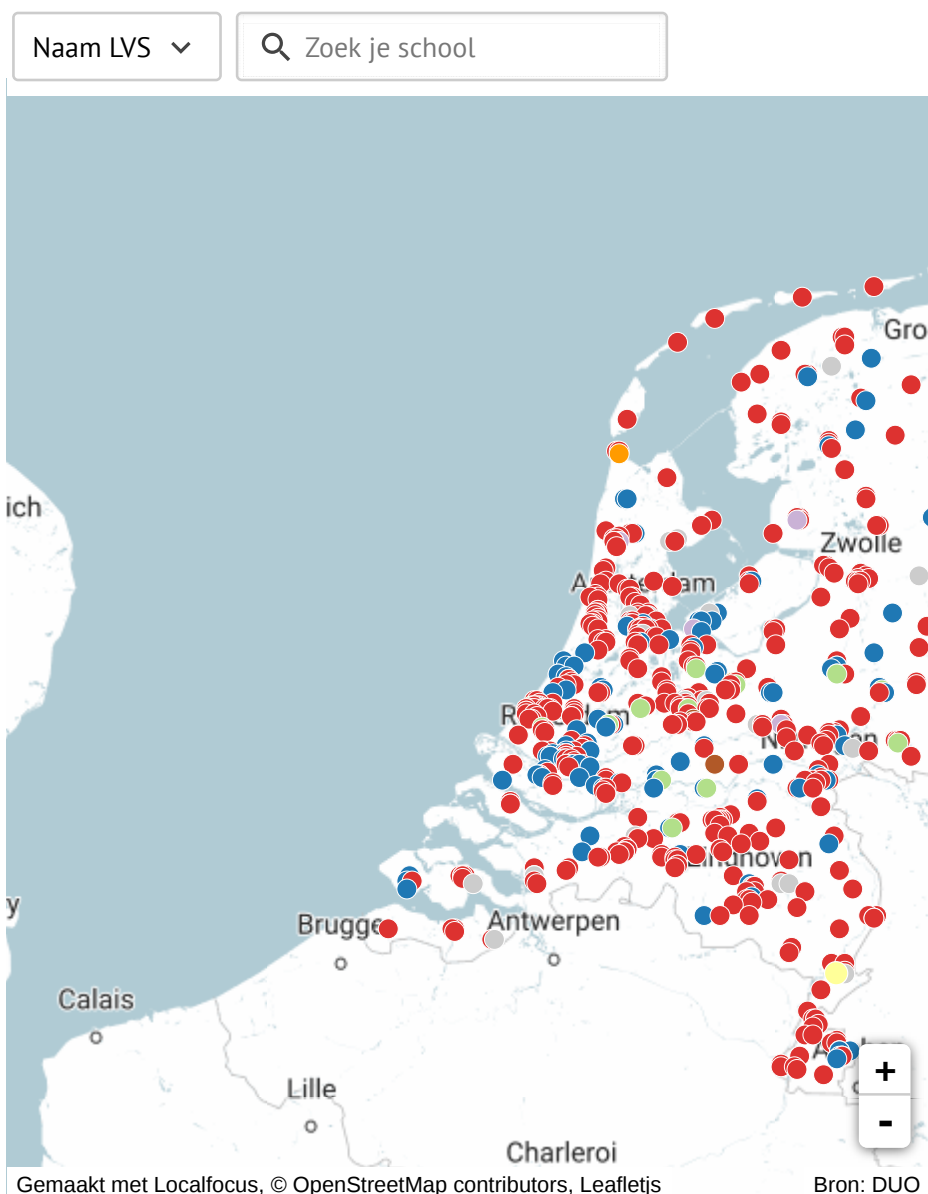 Naam LVS
Zoek je school
Gro
ich
Zwolle
Eindhoven
y
Brugge
Antwerpen
Calais
Lille
Charleroi
+
-
Gemaakt met Localfocus, © OpenStreetMap contributors, Leafletjs
Bron: DUO